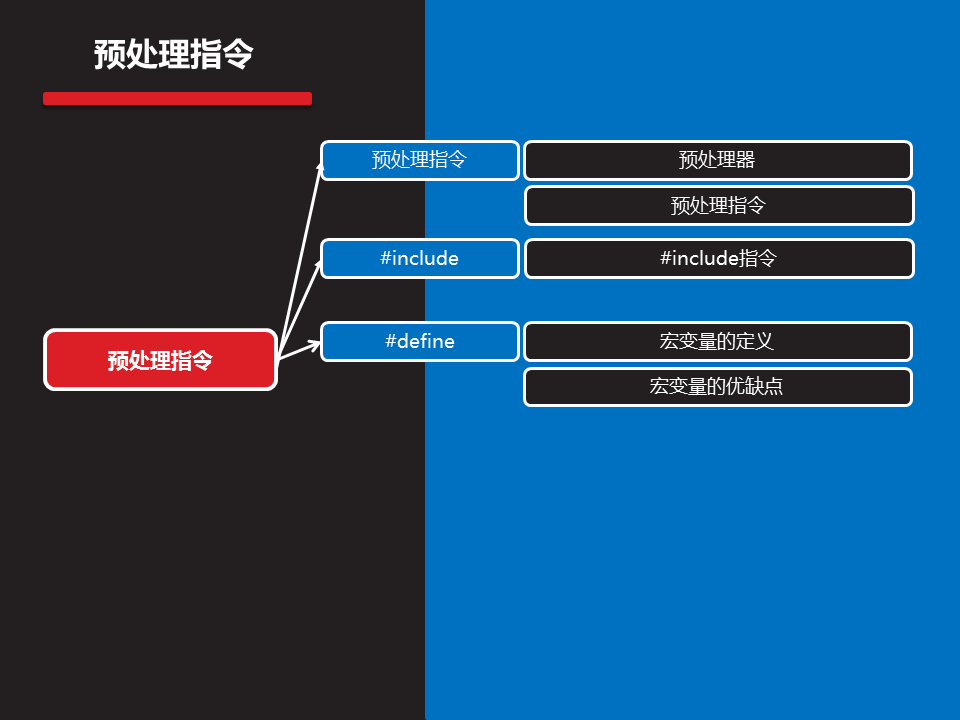 预处理指令
预处理指令
预处理器
预处理指令
#include
#include指令
预处理指令
#define
宏变量的定义
宏变量的优缺点